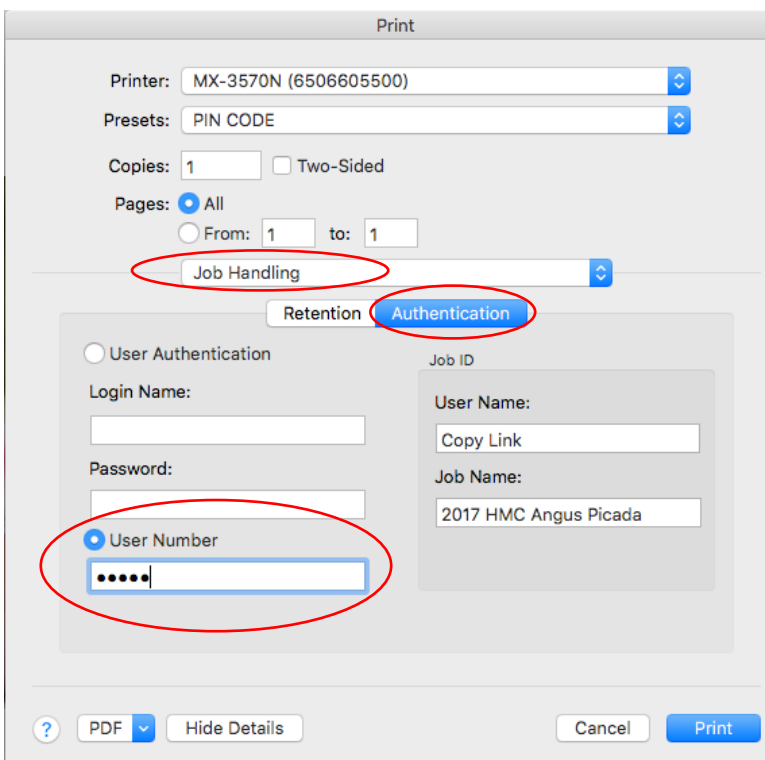 Print
Printer: MX-3570N (6506605500)
Presets: PIN CODE
Copies: 1 Two-Sided
Pages: All
From: 1 to: 1
Job Handling
Retention Authentication
User Authentication
Login Name:
Password:
User Number
•••••
Job ID
User Name:
Copy Link
Job Name:
2017 HMC Angus Picada
? PDF Hide Details Cancel Print